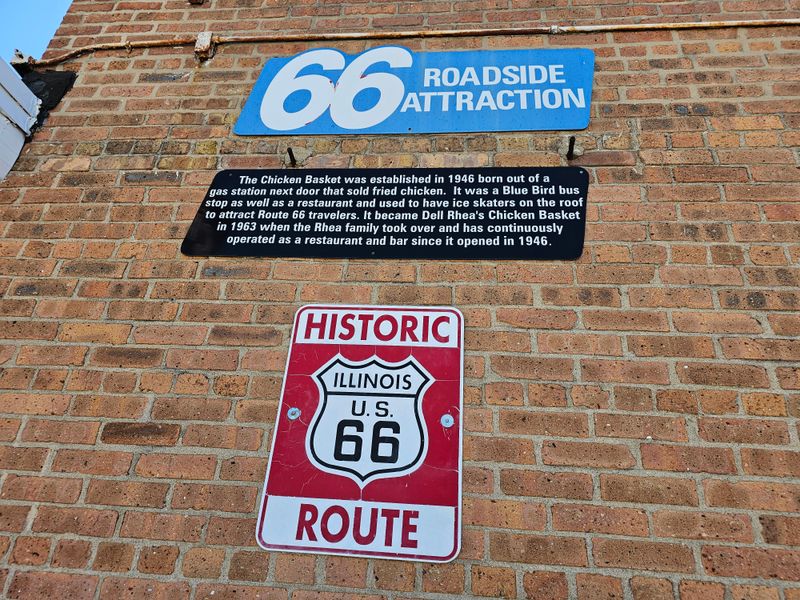 66 ROADSIDE
ATTRACTION
The Chicken Basket was established in 1946 born out of a
gas station next door that sold fried chicken. It was a Blue Bird bus
stop as well as a restaurant and used to have ice skaters on the roof
to attract Route 66 travelers. It became Dell Rhea's Chicken Basket
in 1963 when the Rhea family took over and has continuously
operated as a restaurant and bar since it opened in 1946.
HISTORIC
ILLINOIS
U.S.
66
ROUTE